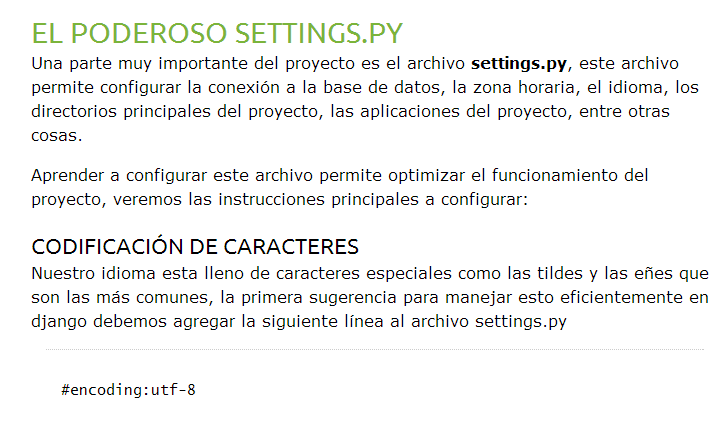 EL PODEROSO SETTINGS.PY
Una parte muy importante del proyecto es el archivo settings.py, este archivo
permite configurar la conexión a la base de datos, la zona horaria, el idioma, los
directorios principales del proyecto, las aplicaciones del proyecto, entre otras
cosas.
Aprender a configurar este archivo permite optimizar el funcionamiento del
proyecto, veremos las instrucciones principales a configurar:
CODIFICACIÓN DE CARACTERES
Nuestro idioma esta lleno de caracteres especiales como las tildes y las eñes que
son las más comunes, la primera sugerencia para manejar esto eficientemente en
django debemos agregar la siguiente línea al archivo settings.py
#encoding:utf-8